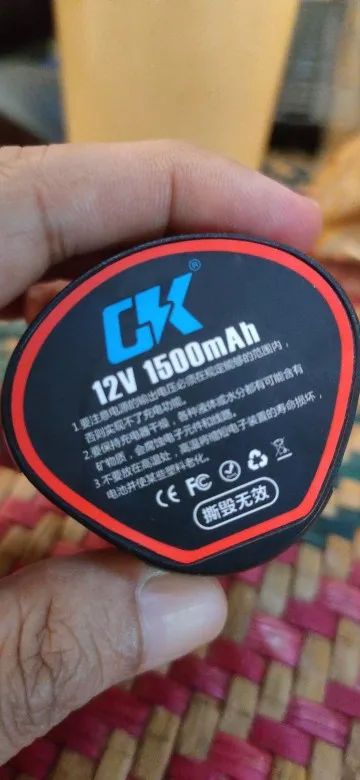 CK®
12V 1500mAh
1.要注意电源的输出电压必须在规定能够的范围内，
否则实现不了充电功能。
2.要保持充电器干燥，各种液体或水分都有可能含有
矿物质，会腐蚀电子元件和线路。
3.不要放在高温处，高温将缩短电子装置的寿命损坏，
电池并使某些塑料老化。
CE FC
撕毁无效